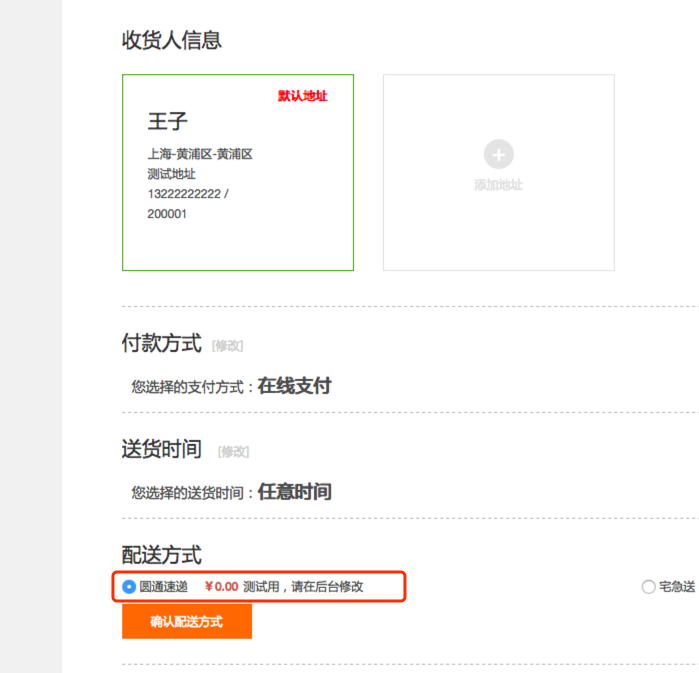 收货人信息
默认地址
王子
上海-黄浦区-黄浦区
测试地址
13222222222 /
200001
添加地址
付款方式 [修改]
您选择的支付方式：在线支付
送货时间 [修改]
您选择的送货时间：任意时间
配送方式
圆通速递 ￥0.00 测试用，请在后台修改 宅急送
确认配送方式